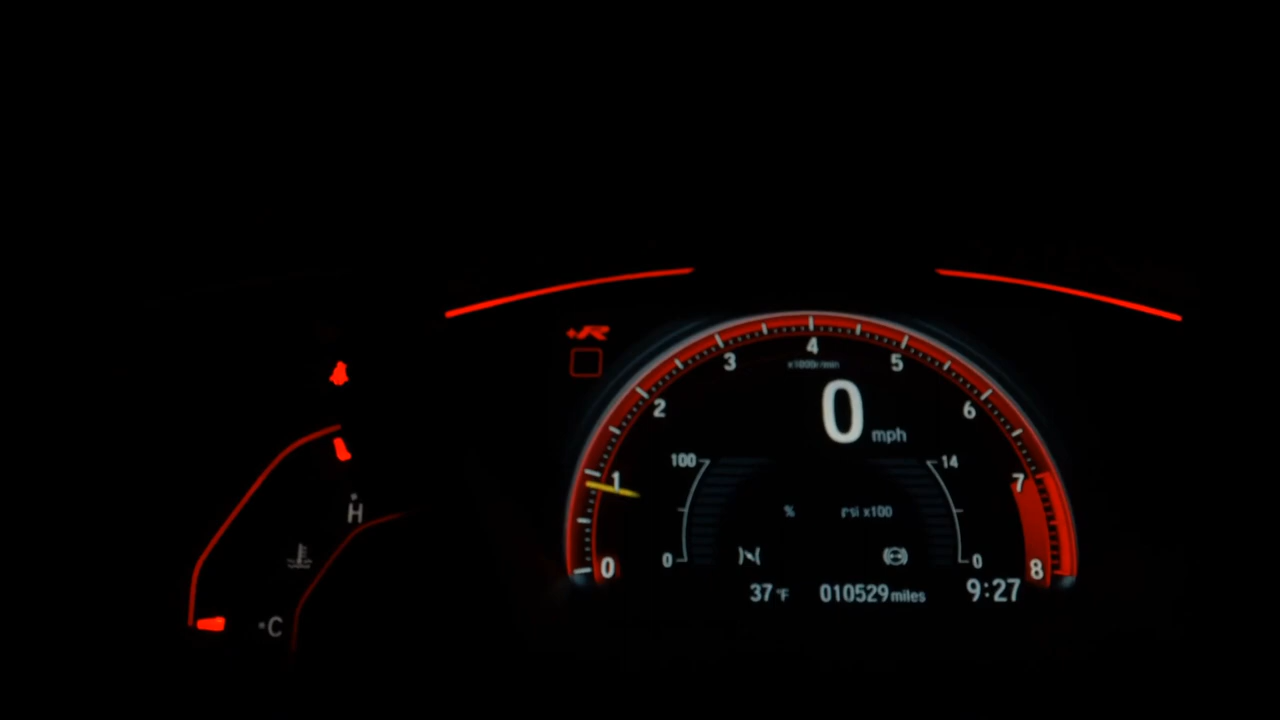 +R
3 4 5
x1000r/min
2 0 mph 6
100 14
1 7
% psi x100
H
0 0
0 8
37 °F 010529 miles 9:27
C